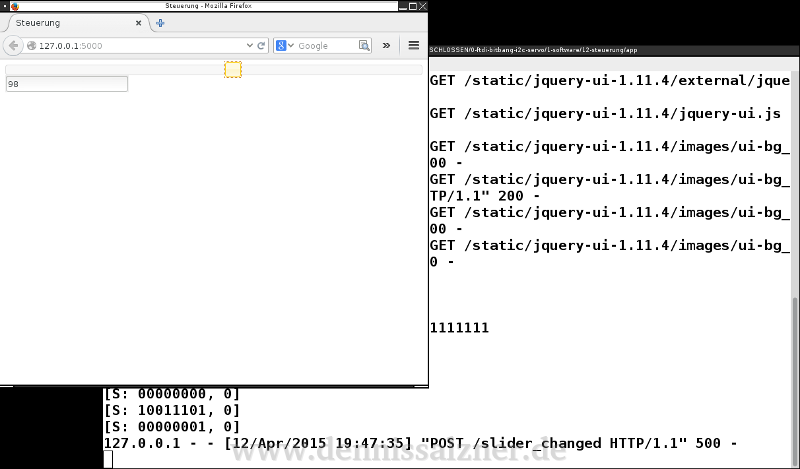 Steuerung - Mozilla Firefox
Steuerung
127.0.0.1:5000
Google
98
SCHLOSSEN/0-ftdi-bitbang-i2c-servo/1-software/12-steuerung/app
GET /static/jquery-ui-1.11.4/external/jque
GET /static/jquery-ui-1.11.4/jquery-ui.js
GET /static/jquery-ui-1.11.4/images/ui-bg_
00 -
GET /static/jquery-ui-1.11.4/images/ui-bg_
TP/1.1" 200 -
GET /static/jquery-ui-1.11.4/images/ui-bg_
00 -
GET /static/jquery-ui-1.11.4/images/ui-bg_
0 -
1111111
[S: 00000000, 0]
[S: 10011101, 0]
[S: 00000001, 0]
127.0.0.1 - - [12/Apr/2015 19:47:35] "POST /slider_changed HTTP/1.1" 500 -